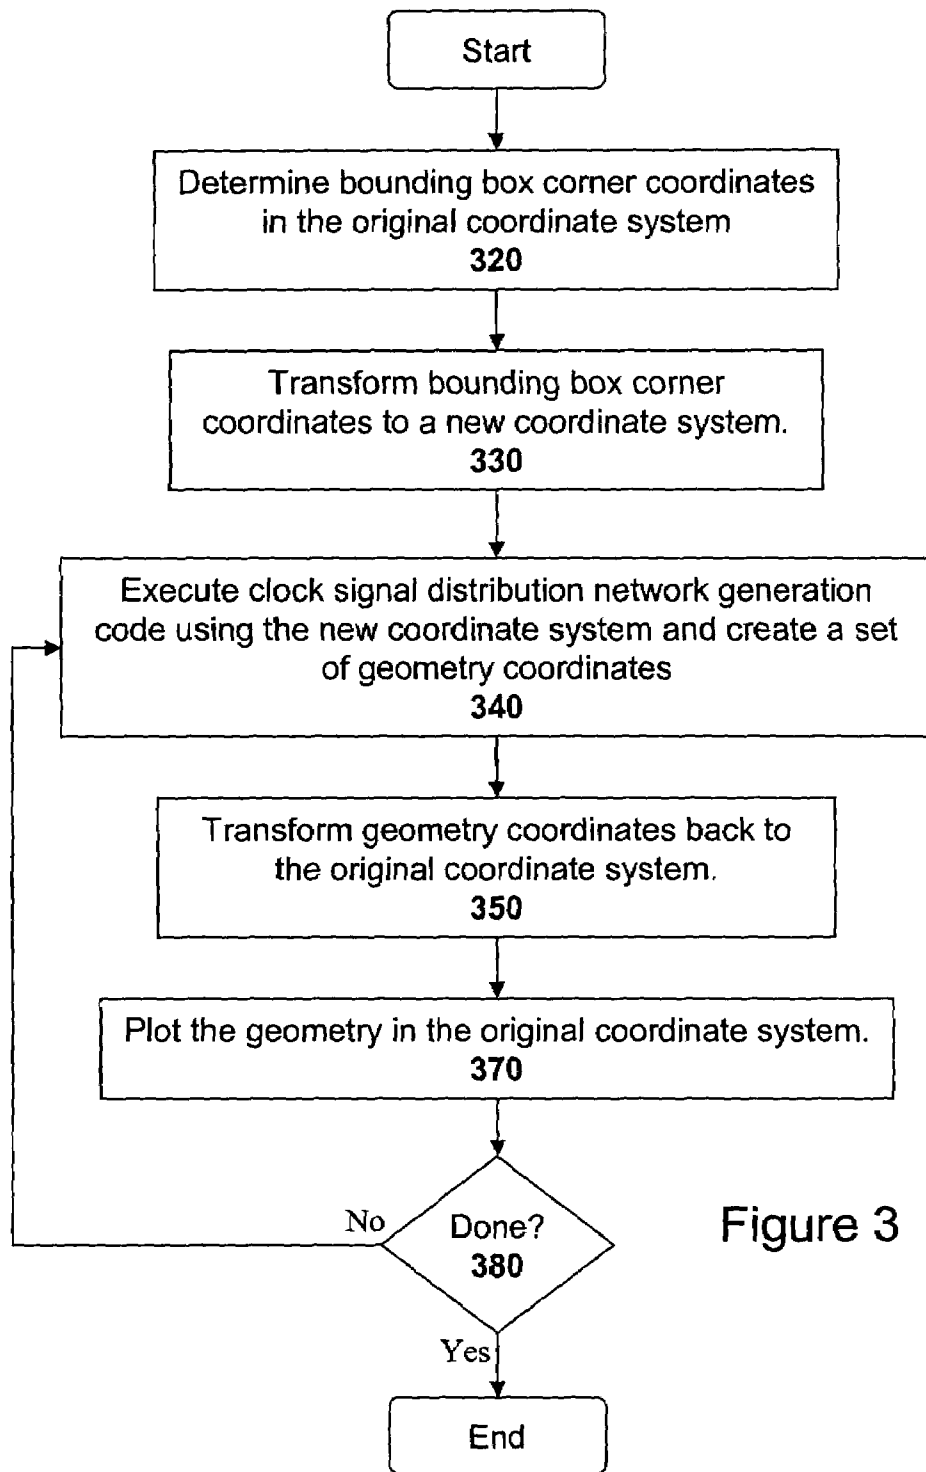 Start
Determine bounding box corner coordinates
in the original coordinate system
320
Transform bounding box corner
coordinates to a new coordinate system.
330
Execute clock signal distribution network generation
code using the new coordinate system and create a set
of geometry coordinates
340
Transform geometry coordinates back to
the original coordinate system.
350
Plot the geometry in the original coordinate system.
370
No
Done?
380
Figure 3
Yes
End